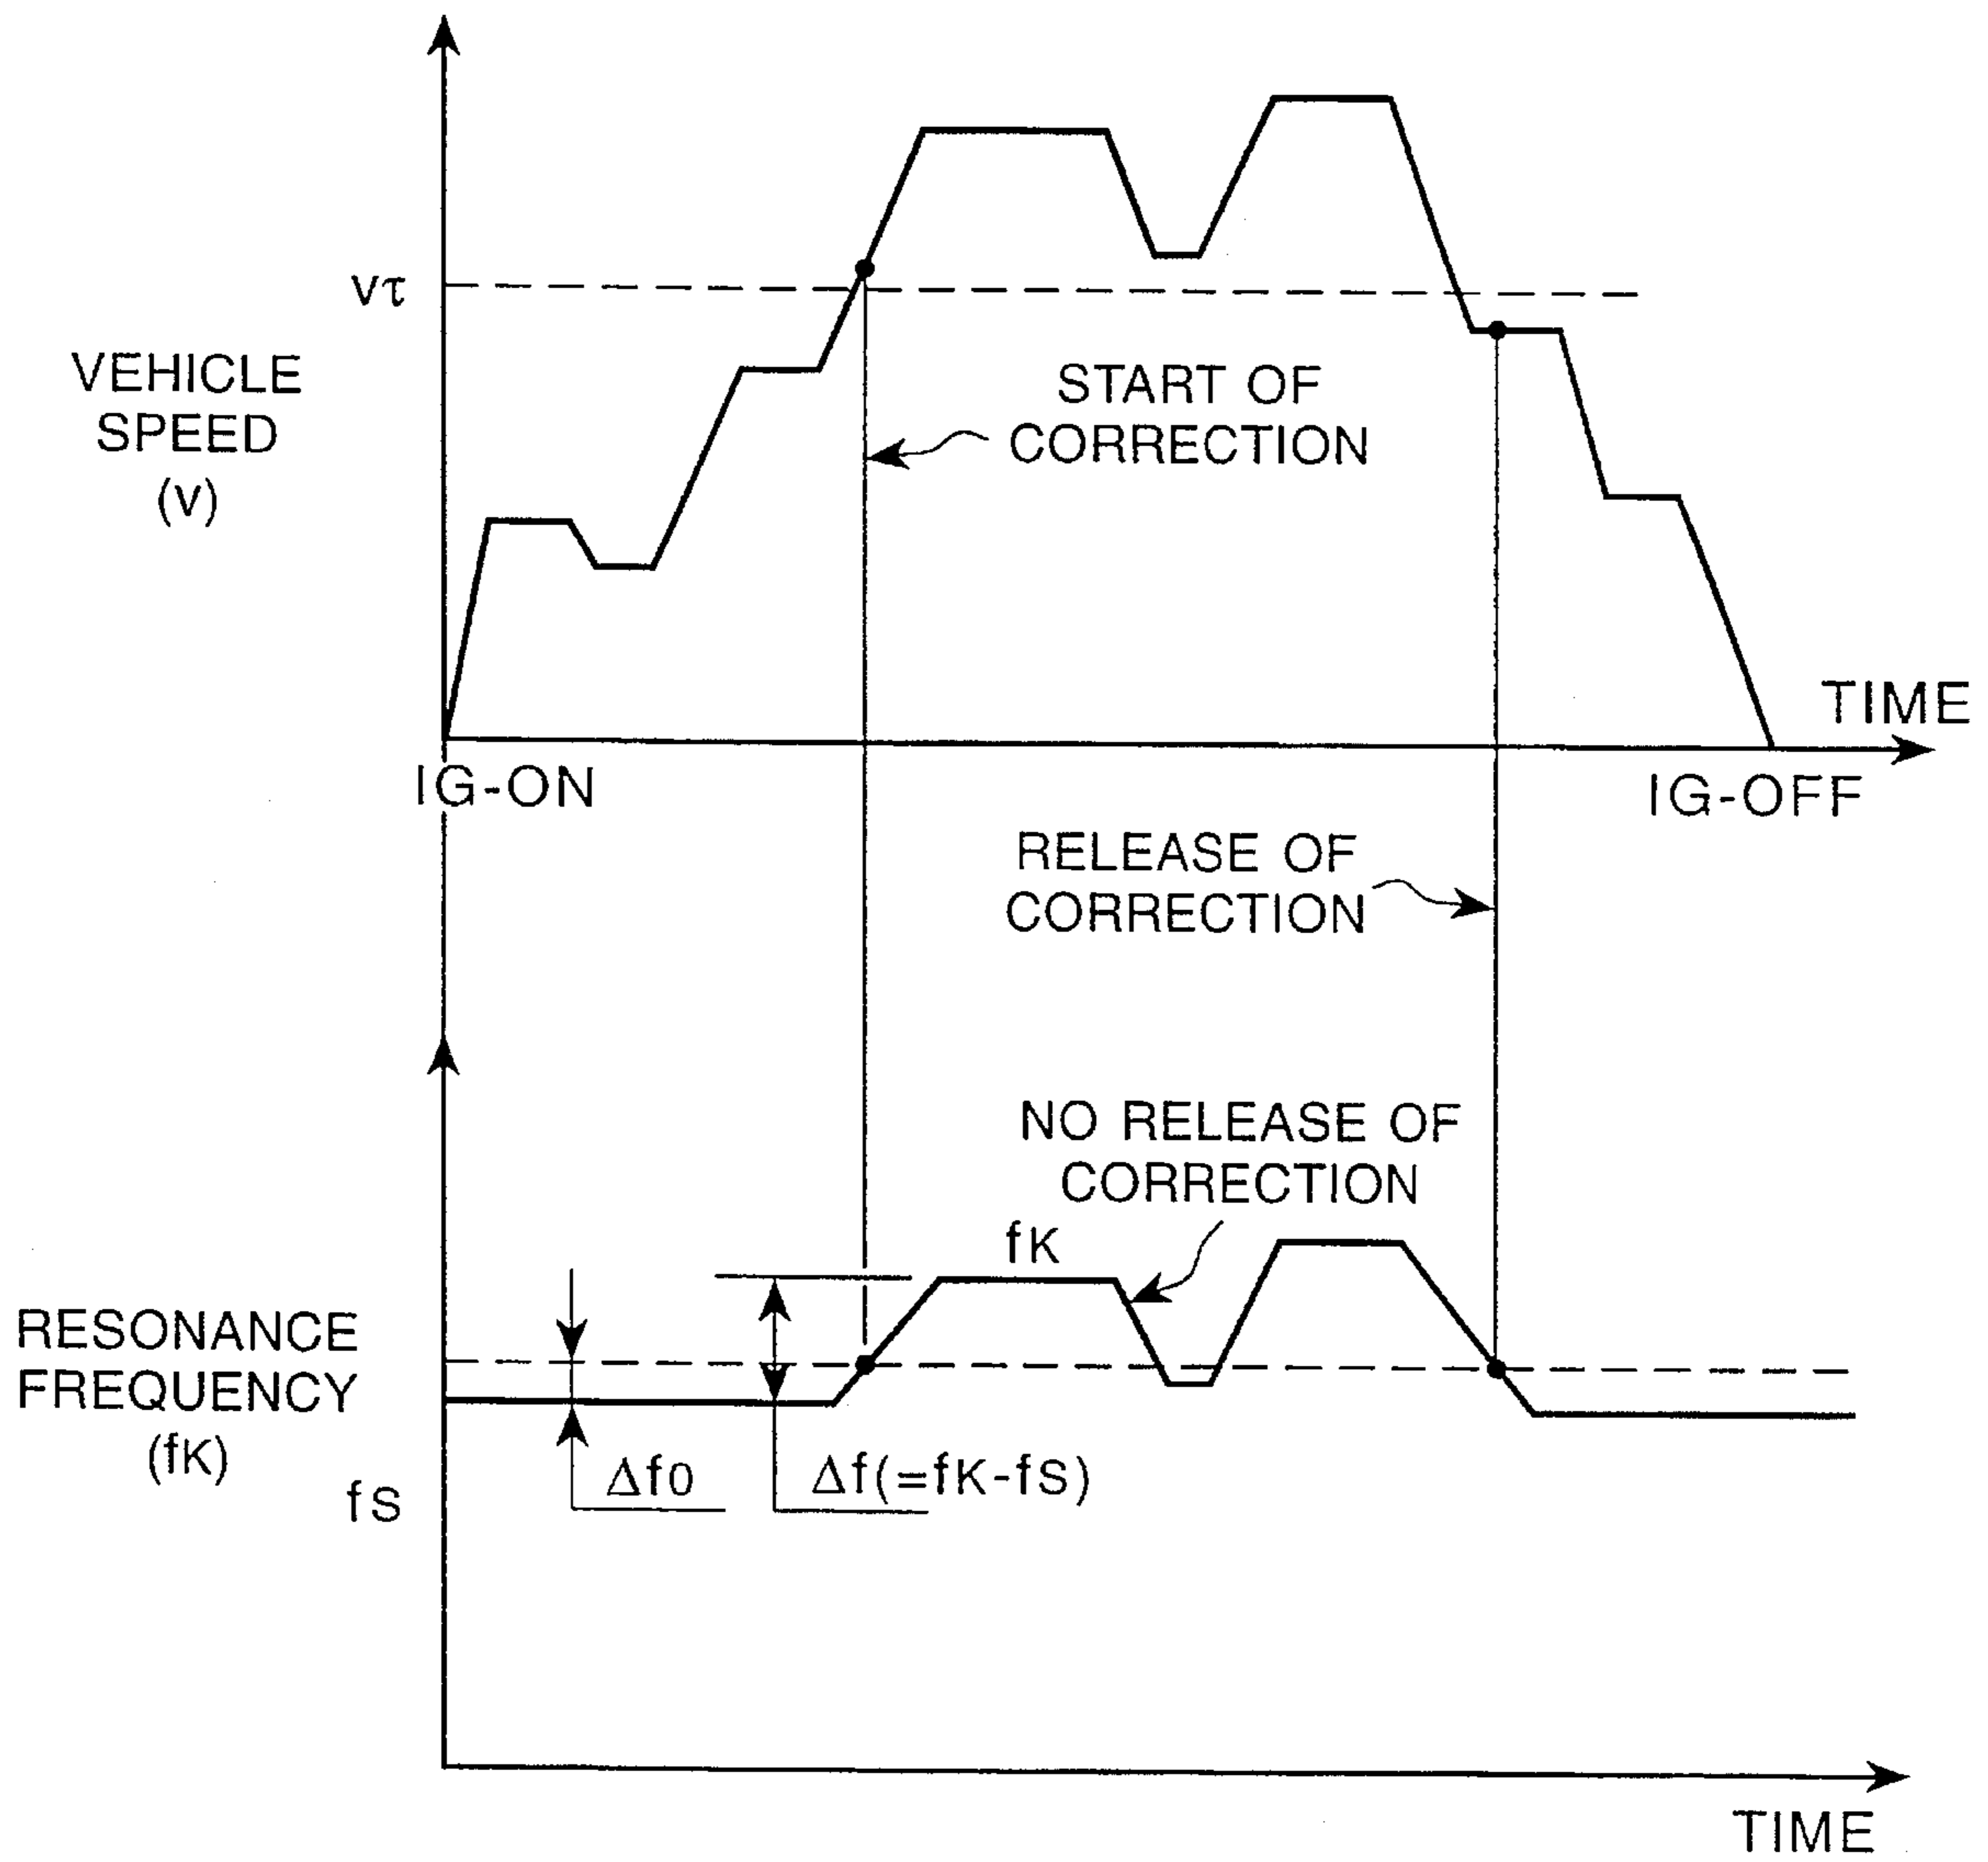 vτ
VEHICLE
SPEED
(v)
START OF
CORRECTION
TIME
IG-ON
IG-OFF
RELEASE OF
CORRECTION
NO RELEASE OF
CORRECTION
fK
RESONANCE
FREQUENCY
(fK)
fS
Δf0
Δf(=fK-fS)
TIME